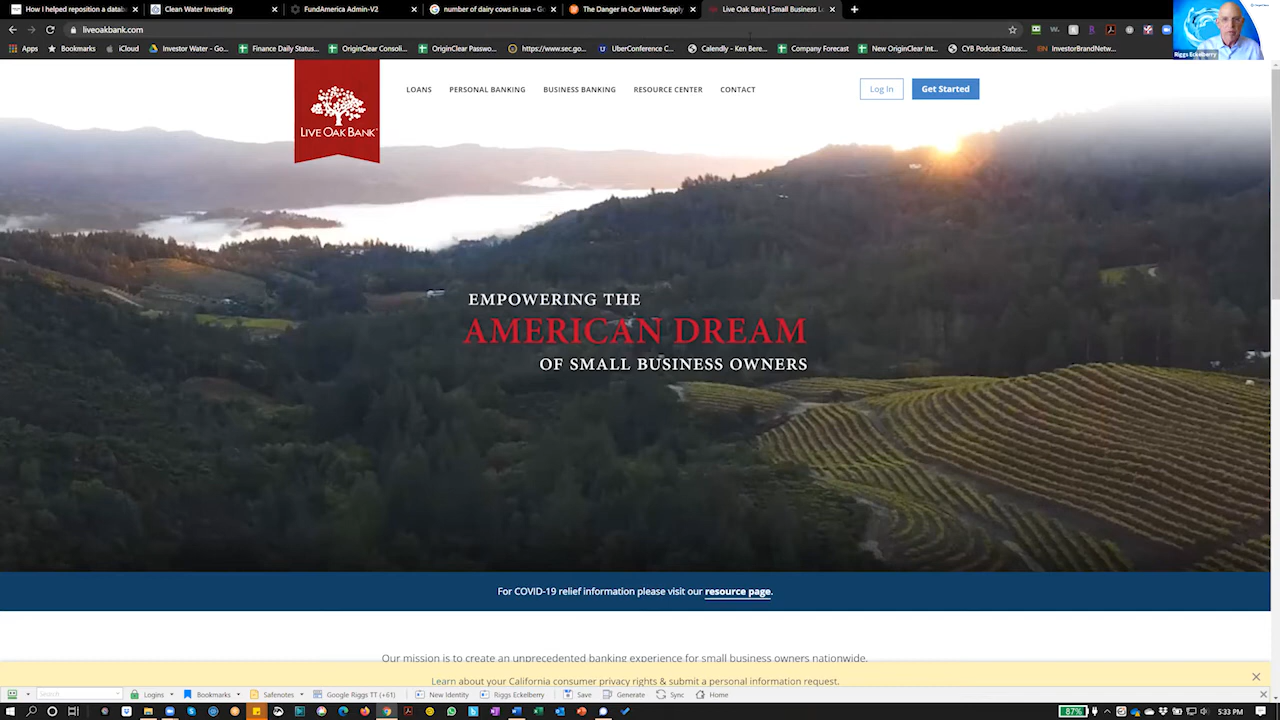 How I helped reposition a datab
Clean Water Investing
FundAmerica Admin-V2
number of dairy cows in usa - Go
The Danger in Our Water Supply
Live Oak Bank | Small Business Lo
liveoakbank.com
Apps
Bookmarks
iCloud
Investor Water - Go...
Finance Daily Status...
OriginClear Consoli...
OriginClear Passwo...
https://www.sec.go...
UberConference C...
Calendly - Ken Bere...
Company Forecast
New OriginClear Int...
CYB Podcast Status:...
InvestorBrandNetw...
Riggs Eckelberry
LIVE OAK BANK
LOANS
PERSONAL BANKING
BUSINESS BANKING
RESOURCE CENTER
CONTACT
Log In
Get Started
EMPOWERING THE
AMERICAN DREAM
OF SMALL BUSINESS OWNERS
For COVID-19 relief information please visit our resource page.
Our mission is to create an unprecedented banking experience for small business owners nationwide.
Learn about your California consumer privacy rights & submit a personal information request.
Search
Logins
Bookmarks
Safenotes
Google Riggs TT (+61)
New Identity
Riggs Eckelberry
Save
Generate
Sync
Home
87%
5:33 PM